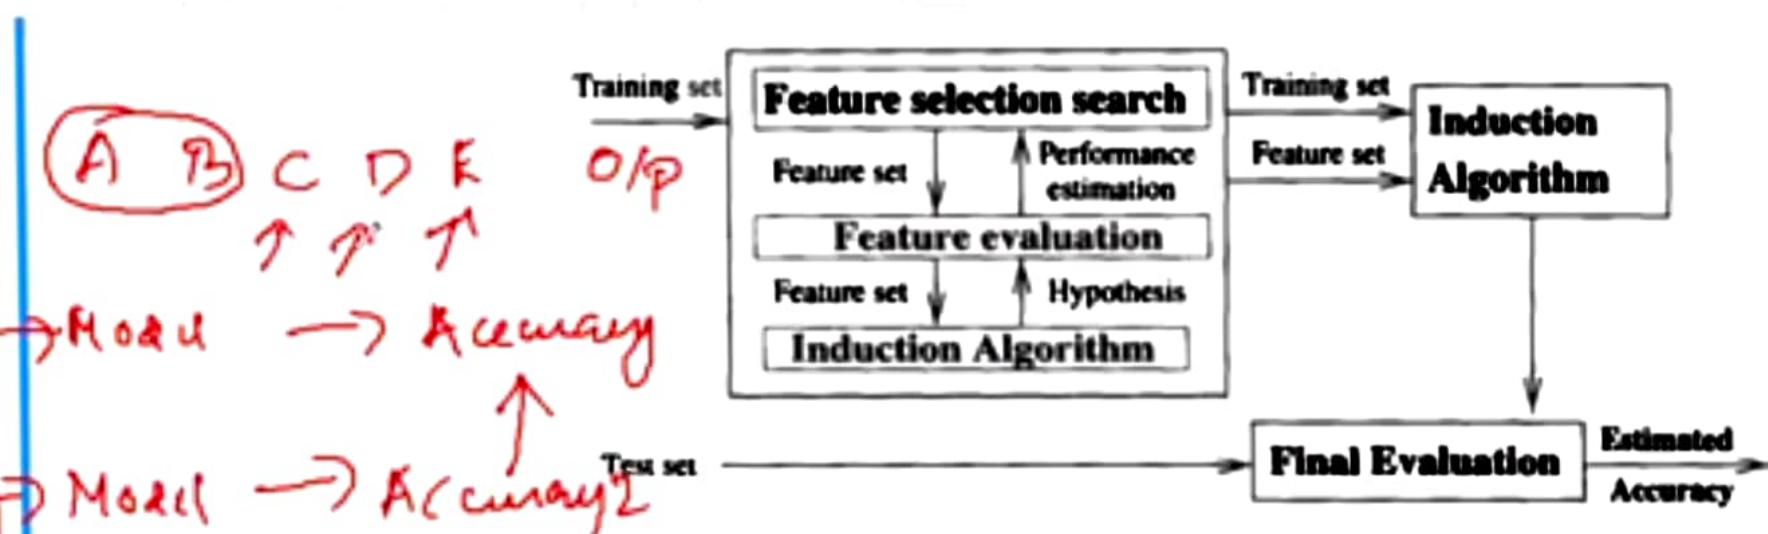 A B C D E O/P
→ Model → Accuracy
→ Model → Accuracy2
Training set
Feature selection search
Feature set
Performance
estimation
Feature evaluation
Feature set
Hypothesis
Induction Algorithm
Training set
Feature set
Induction
Algorithm
Test set
Final Evaluation
Estimated
Accuracy